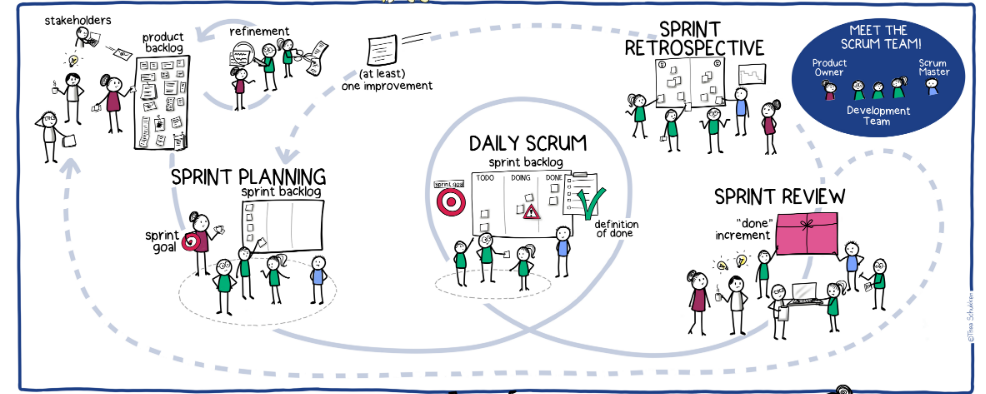 stakeholders
product
backlog
refinement
(at least)
one improvement
SPRINT
RETROSPECTIVE
MEET THE
SCRUM TEAM!
Product
Owner
Scrum
Master
Development
Team
SPRINT PLANNING
sprint backlog
sprint
goal
DAILY SCRUM
sprint backlog
sprint goal
TODO
DOING
DONE
definition
of done
SPRINT REVIEW
"done"
increment
©Thea Schukken